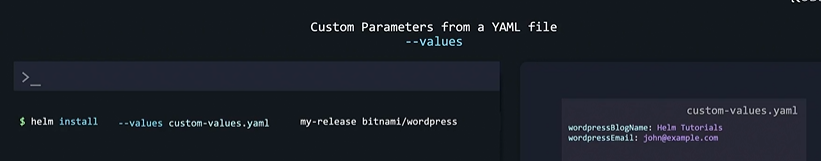 Custom Parameters from a YAML file
--values
>_
$ helm install --values custom-values.yaml my-release bitnami/wordpress
custom-values.yaml
wordpressBlogName: Helm Tutorials
wordpressEmail: john@example.com